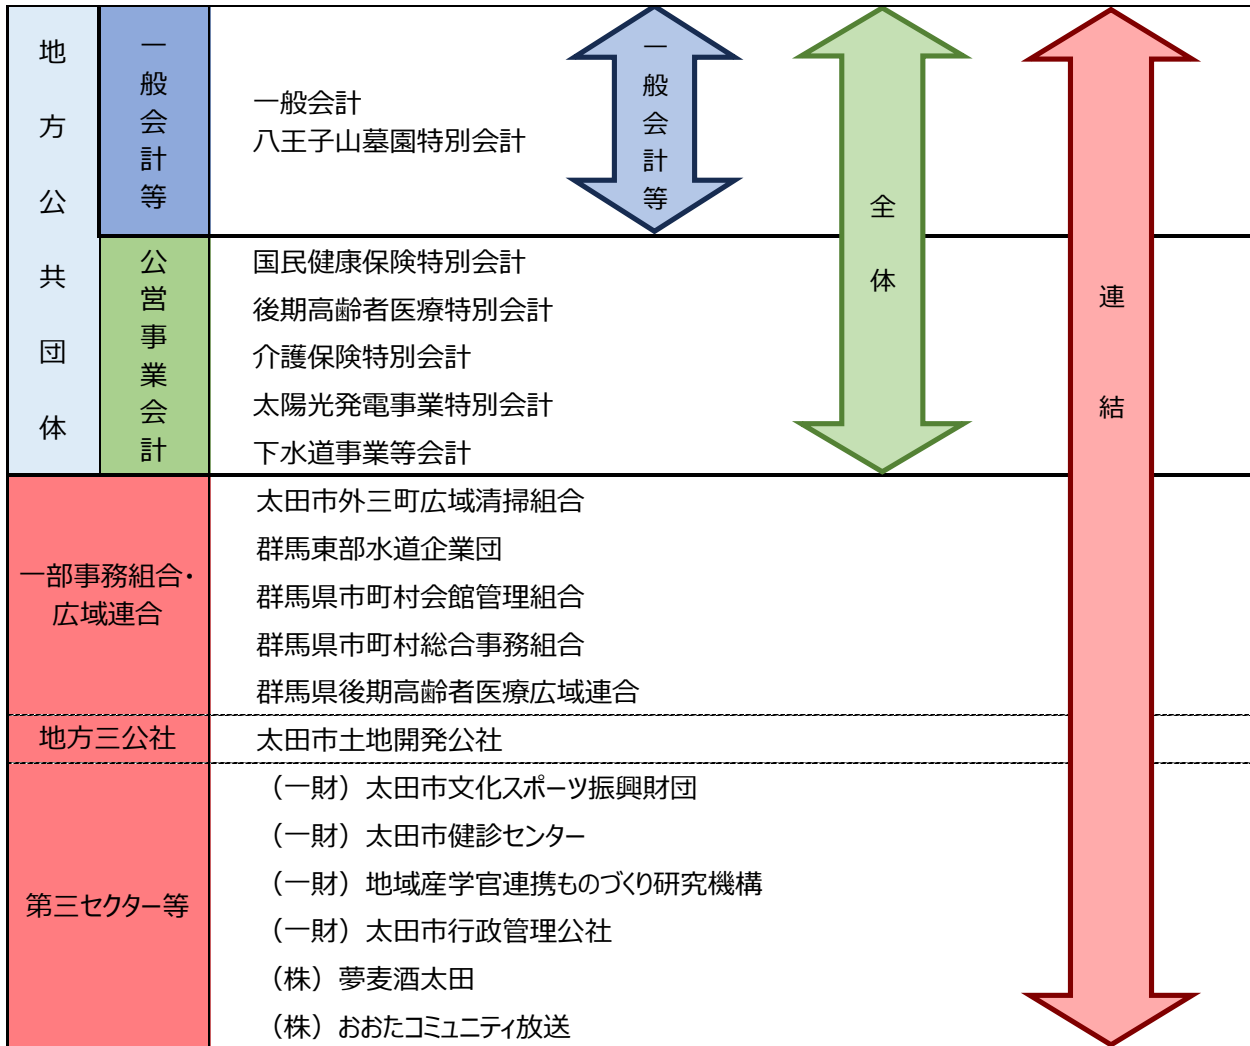 地方公共団体
一般会計等
一般会計
八王子山墓園特別会計
一般会計等
全体
連結
公営事業会計
国民健康保険特別会計
後期高齢者医療特別会計
介護保険特別会計
太陽光発電事業特別会計
下水道事業等会計
一部事務組合・
広域連合
太田市外三町広域清掃組合
群馬東部水道企業団
群馬県市町村会館管理組合
群馬県市町村総合事務組合
群馬県後期高齢者医療広域連合
地方三公社
太田市土地開発公社
第三セクター等
（一財）太田市文化スポーツ振興財団
（一財）太田市健診センター
（一財）地域産学官連携ものづくり研究機構
（一財）太田市行政管理公社
（株）夢麦酒太田
（株）おおたコミュニティ放送